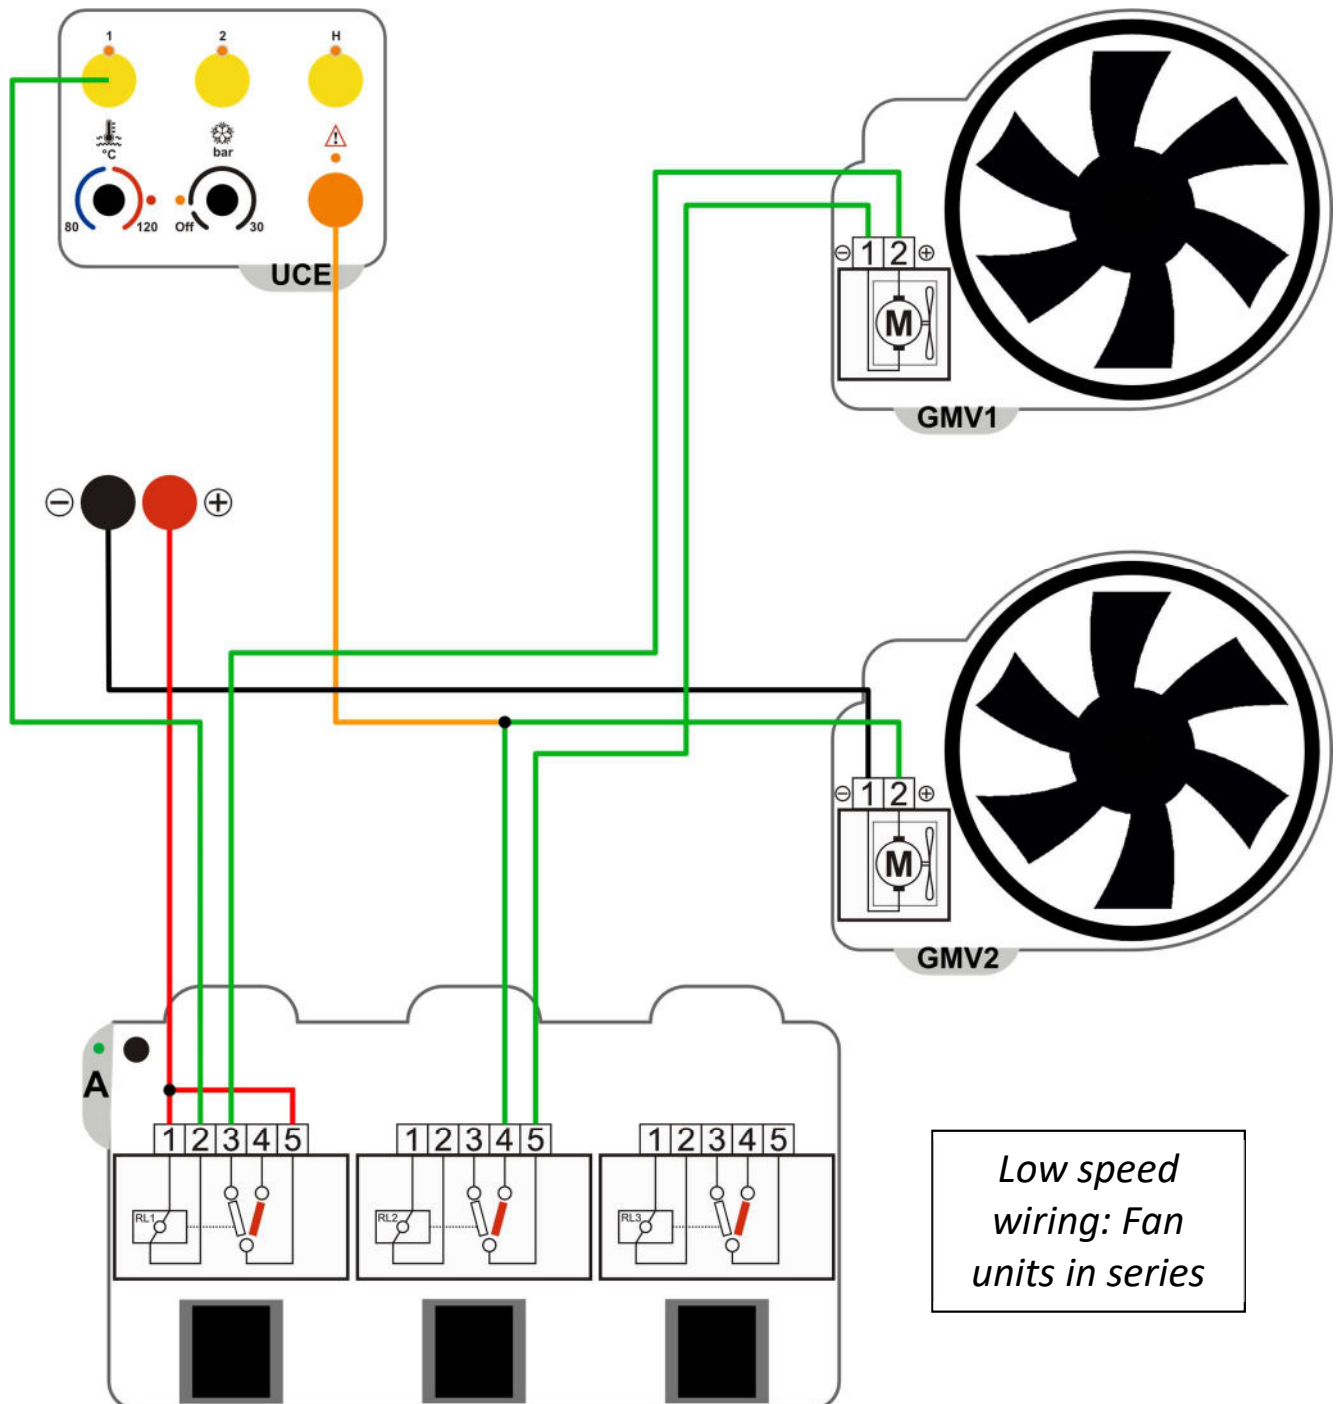 1 2 H
°C bar
80 120 Off 30
UCE
⊖ 1 2 ⊕
M
GMV1
⊖ ⊕
⊖ 1 2 ⊕
M
GMV2
A
1 2 3 4 5
RL1
1 2 3 4 5
RL2
1 2 3 4 5
RL3
Low speed
wiring: Fan
units in series